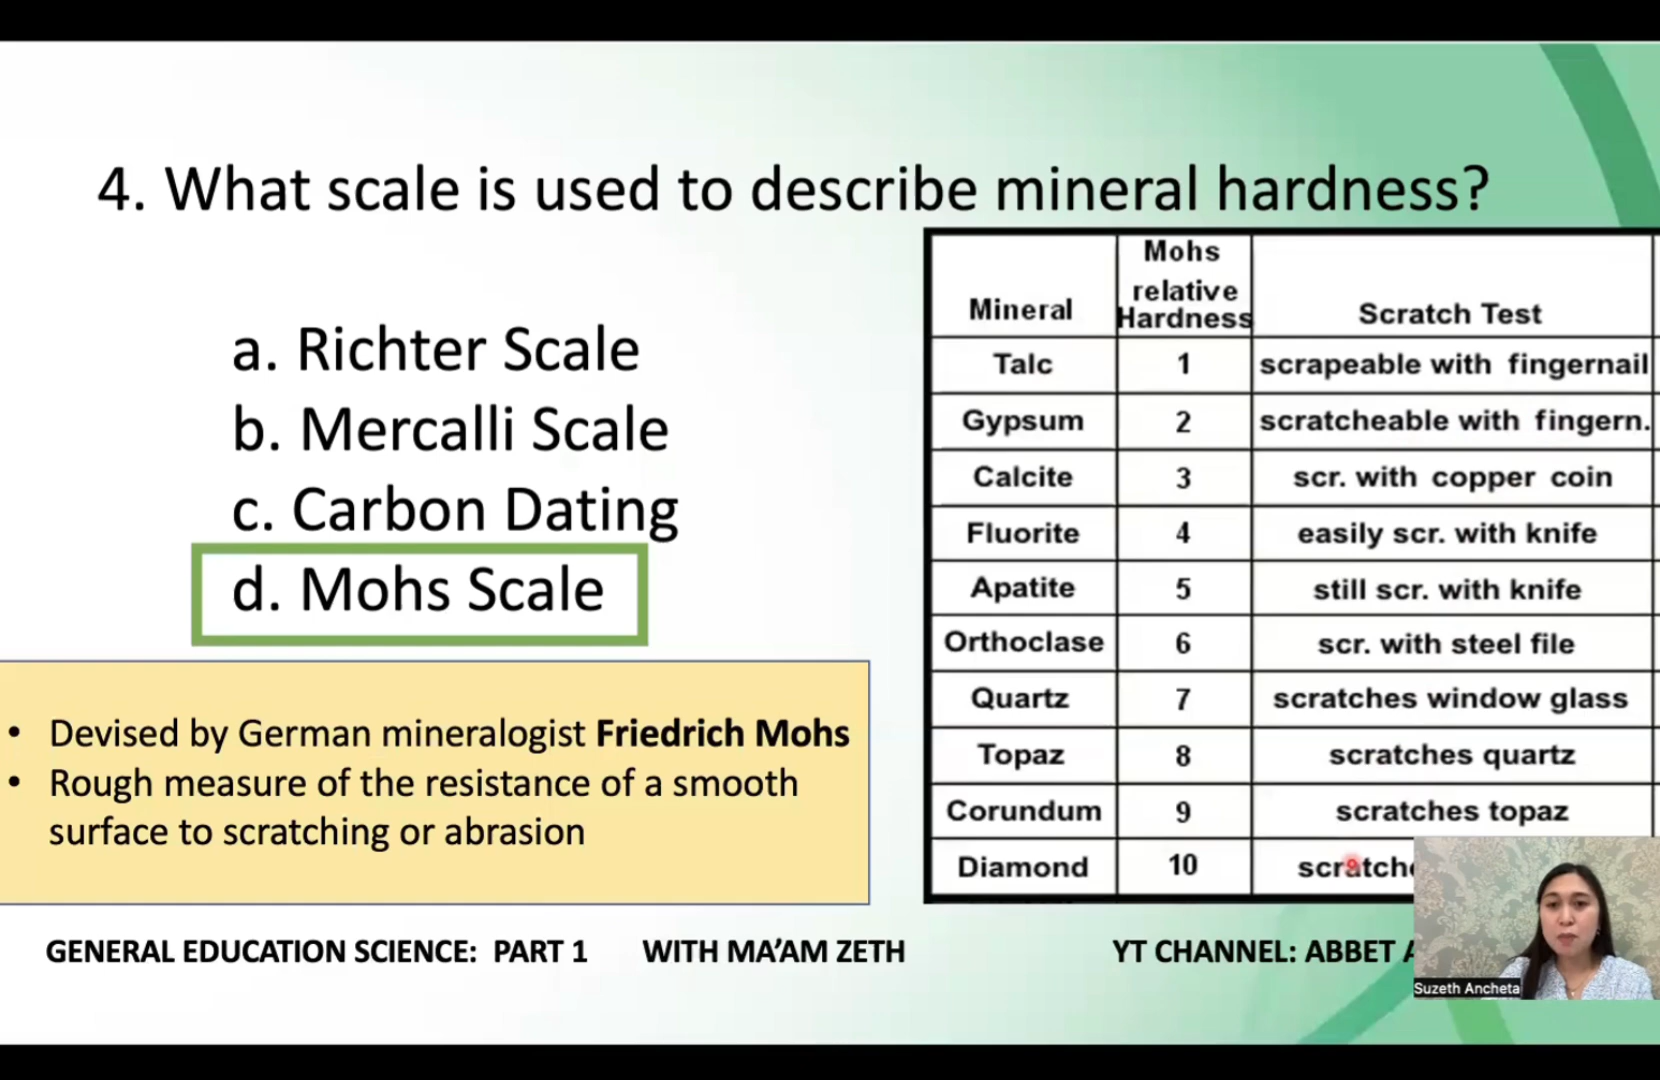 4. What scale is used to describe mineral hardness?
a. Richter Scale
b. Mercalli Scale
c. Carbon Dating
d. Mohs Scale
• Devised by German mineralogist Friedrich Mohs
• Rough measure of the resistance of a smooth
surface to scratching or abrasion
Mineral Mohs relative Hardness Scratch Test
Talc 1 scrapeable with fingernail
Gypsum 2 scratcheable with fingern.
Calcite 3 scr. with copper coin
Fluorite 4 easily scr. with knife
Apatite 5 still scr. with knife
Orthoclase 6 scr. with steel file
Quartz 7 scratches window glass
Topaz 8 scratches quartz
Corundum 9 scratches topaz
Diamond 10
GENERAL EDUCATION SCIENCE: PART 1 WITH MA’AM ZETH YT CHANNEL: ABBET
Suzeth Ancheta